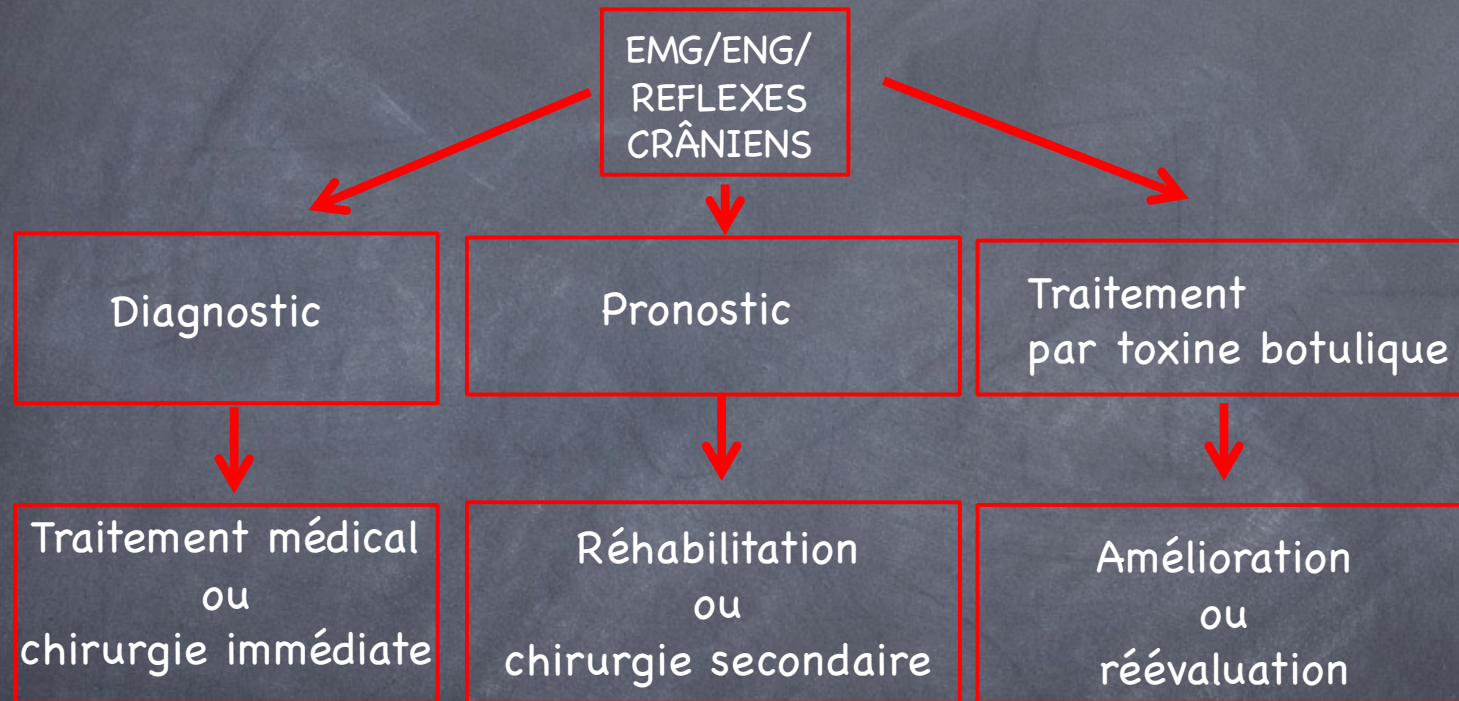 EMG/ENG/
REFLEXES
CRÂNIENS
Diagnostic
Pronostic
Traitement
par toxine botulique
Traitement médical
ou
chirurgie immédiate
Réhabilitation
ou
chirurgie secondaire
Amélioration
ou
réévaluation